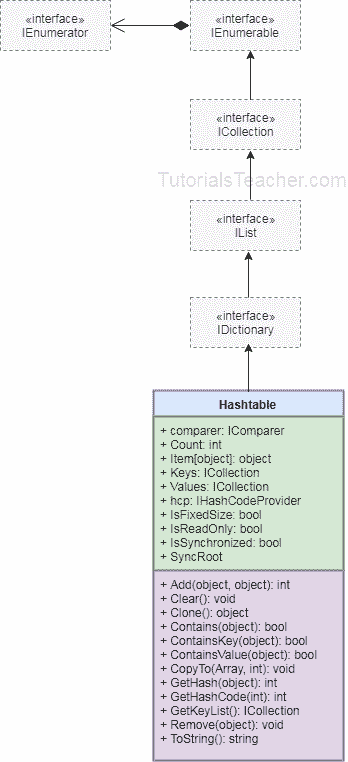 «interface»
IEnumerator
«interface»
IEnumerable
«interface»
ICollection
TutorialsTeacher.com
«interface»
IList
«interface»
IDictionary
Hashtable
+ comparer: IComparer
+ Count: int
+ Item[object]: object
+ Keys: ICollection
+ Values: ICollection
+ hcp: IHashCodeProvider
+ IsFixedSize: bool
+ IsReadOnly: bool
+ IsSynchronized: bool
+ SyncRoot
+ Add(object, object): int
+ Clear(): void
+ Clone(): object
+ Contains(object): bool
+ ContainsKey(object): bool
+ ContainsValue(object): bool
+ CopyTo(Array, int): void
+ GetHash(object): int
+ GetHashCode(int): int
+ GetKeyList(): ICollection
+ Remove(object): void
+ ToString(): string